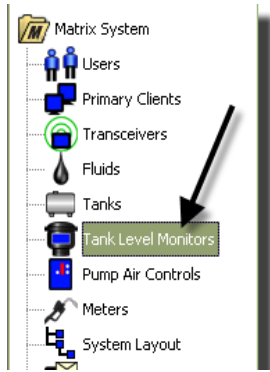 Matrix System
Users
Primary Clients
Transceivers
Fluids
Tanks
Tank Level Monitors
Pump Air Controls
Meters
System Layout